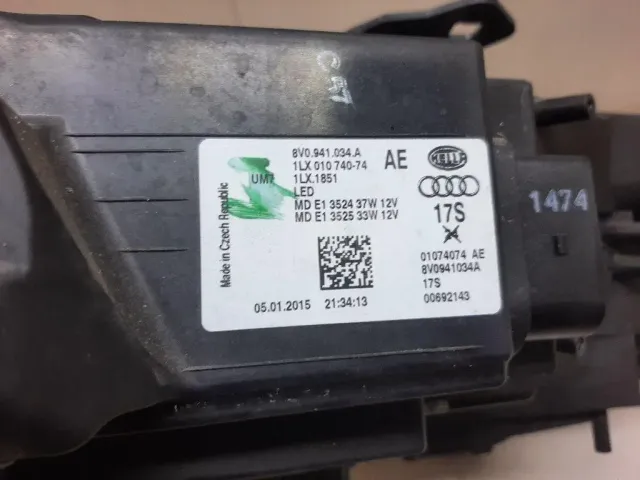 C47
8V0.941.034.A
1LX 010 740-74
1LX.1851
LED
MD E1 3524 37W 12V
MD E1 3525 33W 12V
UM7
Made in Czech Republic
AE
HELLA
17S
01074074 AE
8V0941034A
17S
00692143
05.01.2015 21:34:13
1474